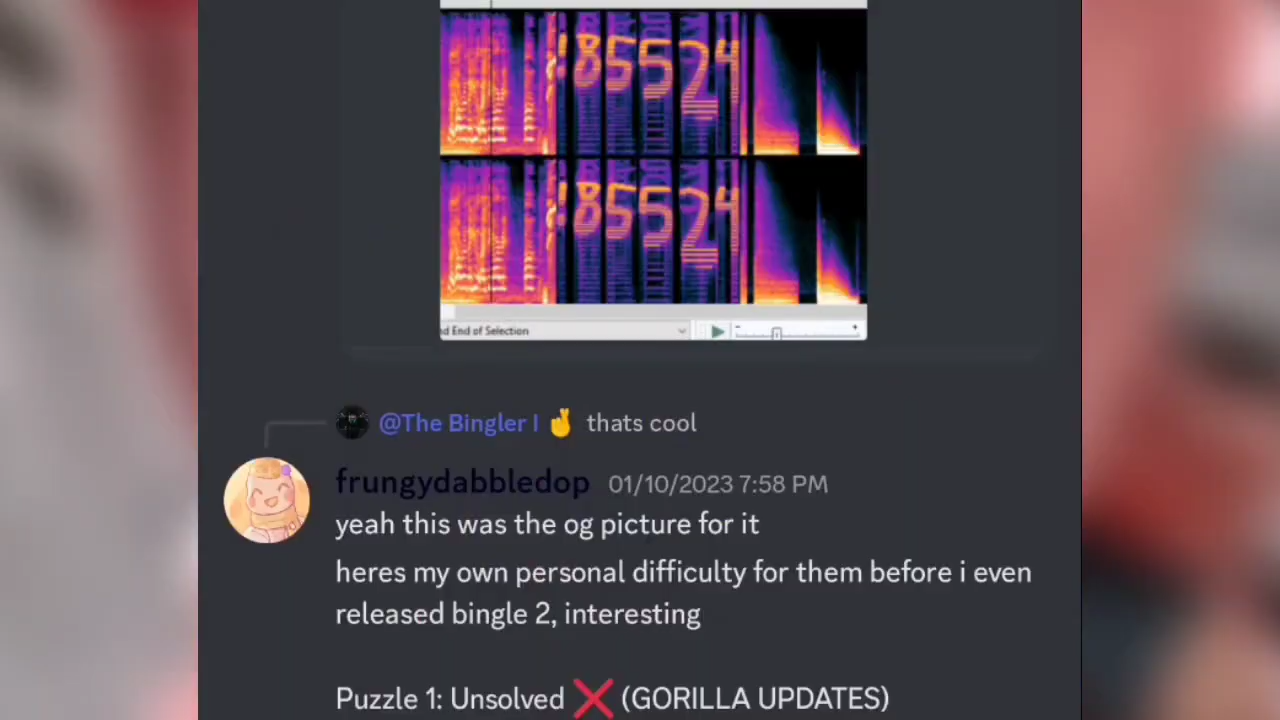 !85524
!85524
d End of Selection
@The Bingler I 🤞 thats cool
frungydabbledop 01/10/2023 7:58 PM
yeah this was the og picture for it
heres my own personal difficulty for them before i even
released bingle 2, interesting
Puzzle 1: Unsolved ❌ (GORILLA UPDATES)